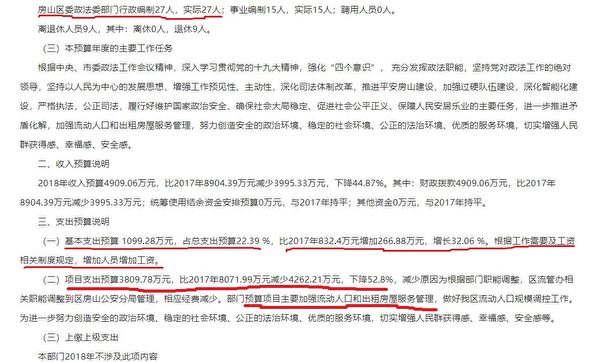 房山区委政法委部门行政编制27人，实际27人；事业编制15人，实际15人；聘用人员0人。
离退休人员9人，其中：离休0人，退休9人。
（三）本预算年度的主要工作任务
根据中央、市委政法工作会议精神，深入学习贯彻党的十九大精神，强化“四个意识”，充分发挥政法职能，坚持党对政法工作的绝对
领导，坚持以人民为中心的发展思想，增强工作预见性、主动性，深化司法体制改革，推进平安房山建设，加强过硬队伍建设，深化智能化建
设，严格执法，公正司法，履行好维护国家政治安全、确保社会大局稳定、促进社会公平正义、保障人民安居乐业的主要任务，进一步推进矛
盾化解，加强流动人口和出租房屋服务管理，努力创造安全的政治环境、稳定的社会环境、公正的法治环境、优质的服务环境，切实增强人民
群获得感、幸福感、安全感。
二、收入预算说明
2018年收入预算4909.06万元，比2017年8904.39万元减少3995.33万元，下降44.87%。其中：财政拨款4909.06万元，比2017年
8904.39万元减少3995.33万元；统筹使用结余资金安排预算0万元，与2017年持平；其他资金0万元，与2017年持平。
三、支出预算说明
（一）基本支出预算 1099.28万元，占总支出预算22.39 %，比2017年832.4万元增加266.88万元，增长32.06 %。根据工作需要及工资
相关制度规定，增加人员增加工资。
（二）项目支出预算3809.78万元，比2017年8071.99万元减少4262.21万元，下降52.8%，减少原因为根据部门职能调整，区流管办相
关职能调整到区房山公安分局管理，相应经费减少。部门预算项目主要加强流动人口和出租房屋服务管理，做好我区流动人口规模调控工作。
为进一步努力创造安全的政治环境、稳定的社会环境、公正的法治环境、优质的服务环境，切实增强人民群获得感、幸福感、安全感等。
（三）上缴上级支出
本部门2018年不涉及此项内容